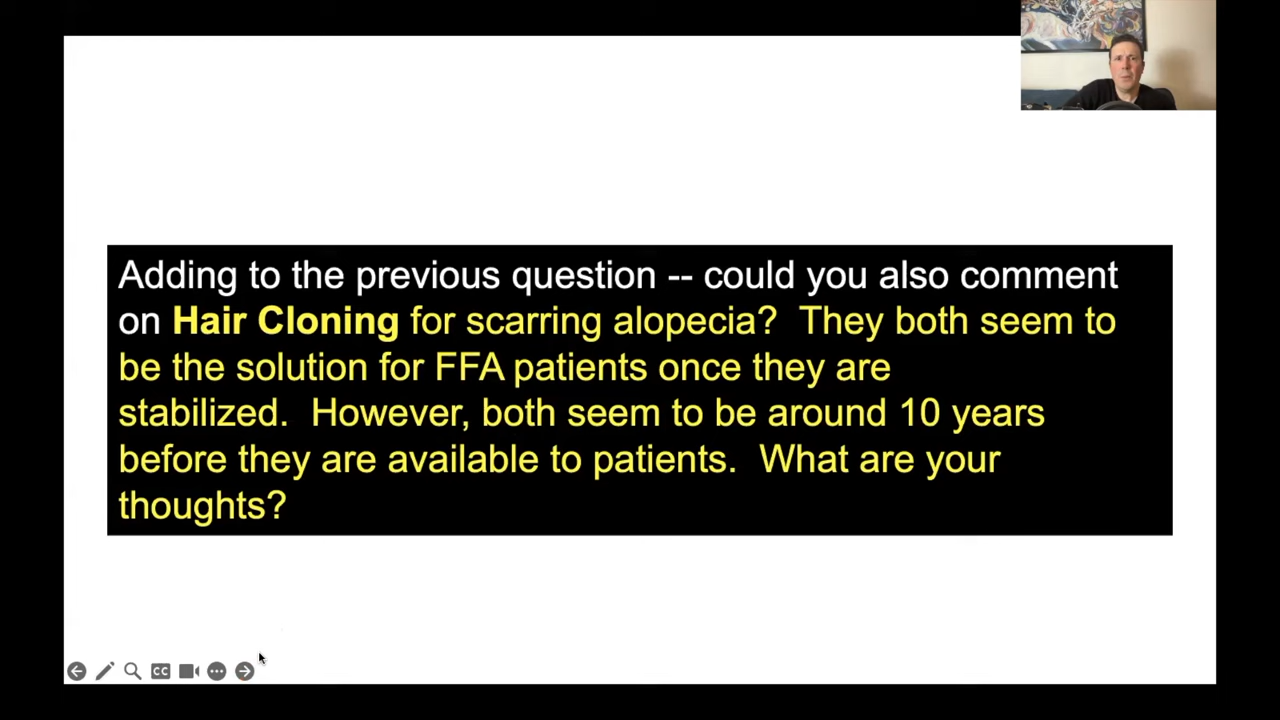 Adding to the previous question -- could you also comment
on Hair Cloning for scarring alopecia?  They both seem to
be the solution for FFA patients once they are
stabilized.  However, both seem to be around 10 years
before they are available to patients.  What are your
thoughts?
CC